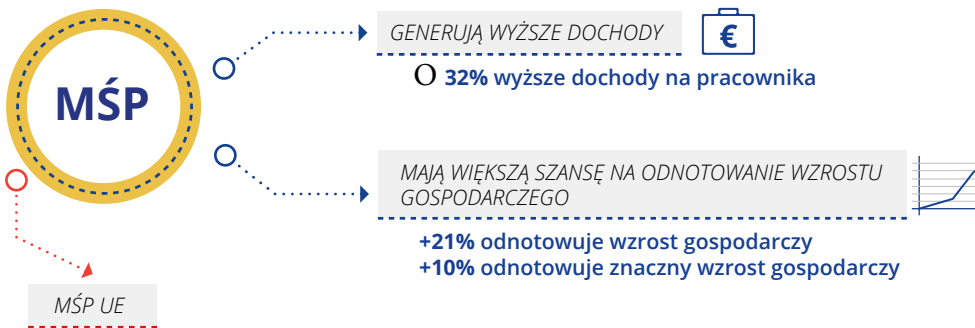 MŚP
GENERUJĄ WYŻSZE DOCHODY
€
O 32% wyższe dochody na pracownika
MAJĄ WIĘKSZĄ SZANSĘ NA ODNOTOWANIE WZROSTU
GOSPODARCZEGO
+21% odnotowuje wzrost gospodarczy
+10% odnotowuje znaczny wzrost gospodarczy
MŚP UE